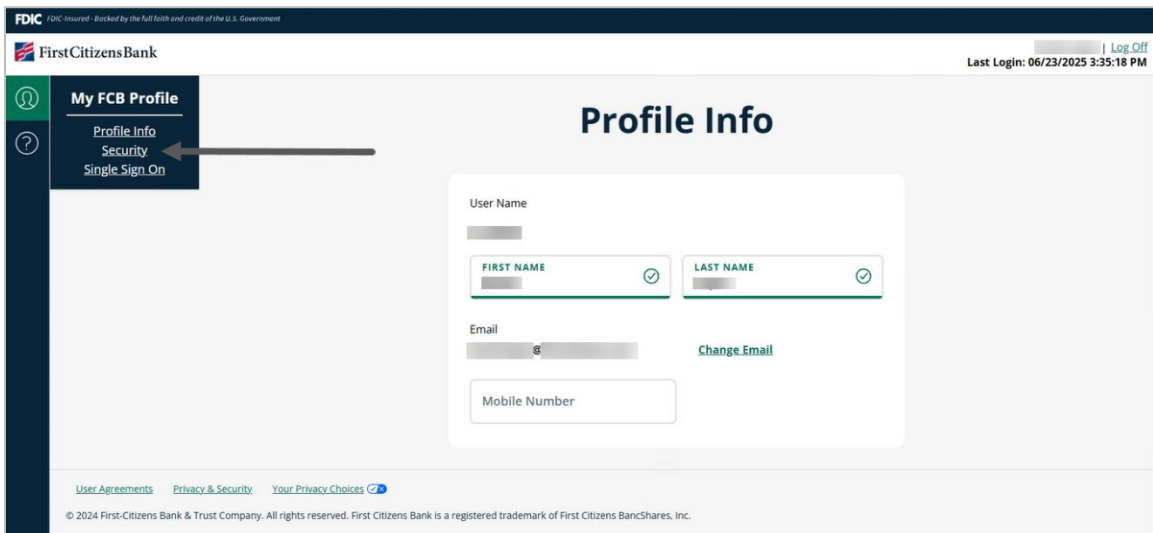 FDIC FDIC-Insured - Backed by the full faith and credit of the U.S. Government
First Citizens Bank
| Log Off
Last Login: 06/23/2025 3:35:18 PM
My FCB Profile
Profile Info
Security
Single Sign On
Profile Info
User Name
FIRST NAME
LAST NAME
Email
@
Change Email
Mobile Number
User Agreements Privacy & Security Your Privacy Choices
© 2024 First-Citizens Bank & Trust Company. All rights reserved. First Citizens Bank is a registered trademark of First Citizens BancShares, Inc.